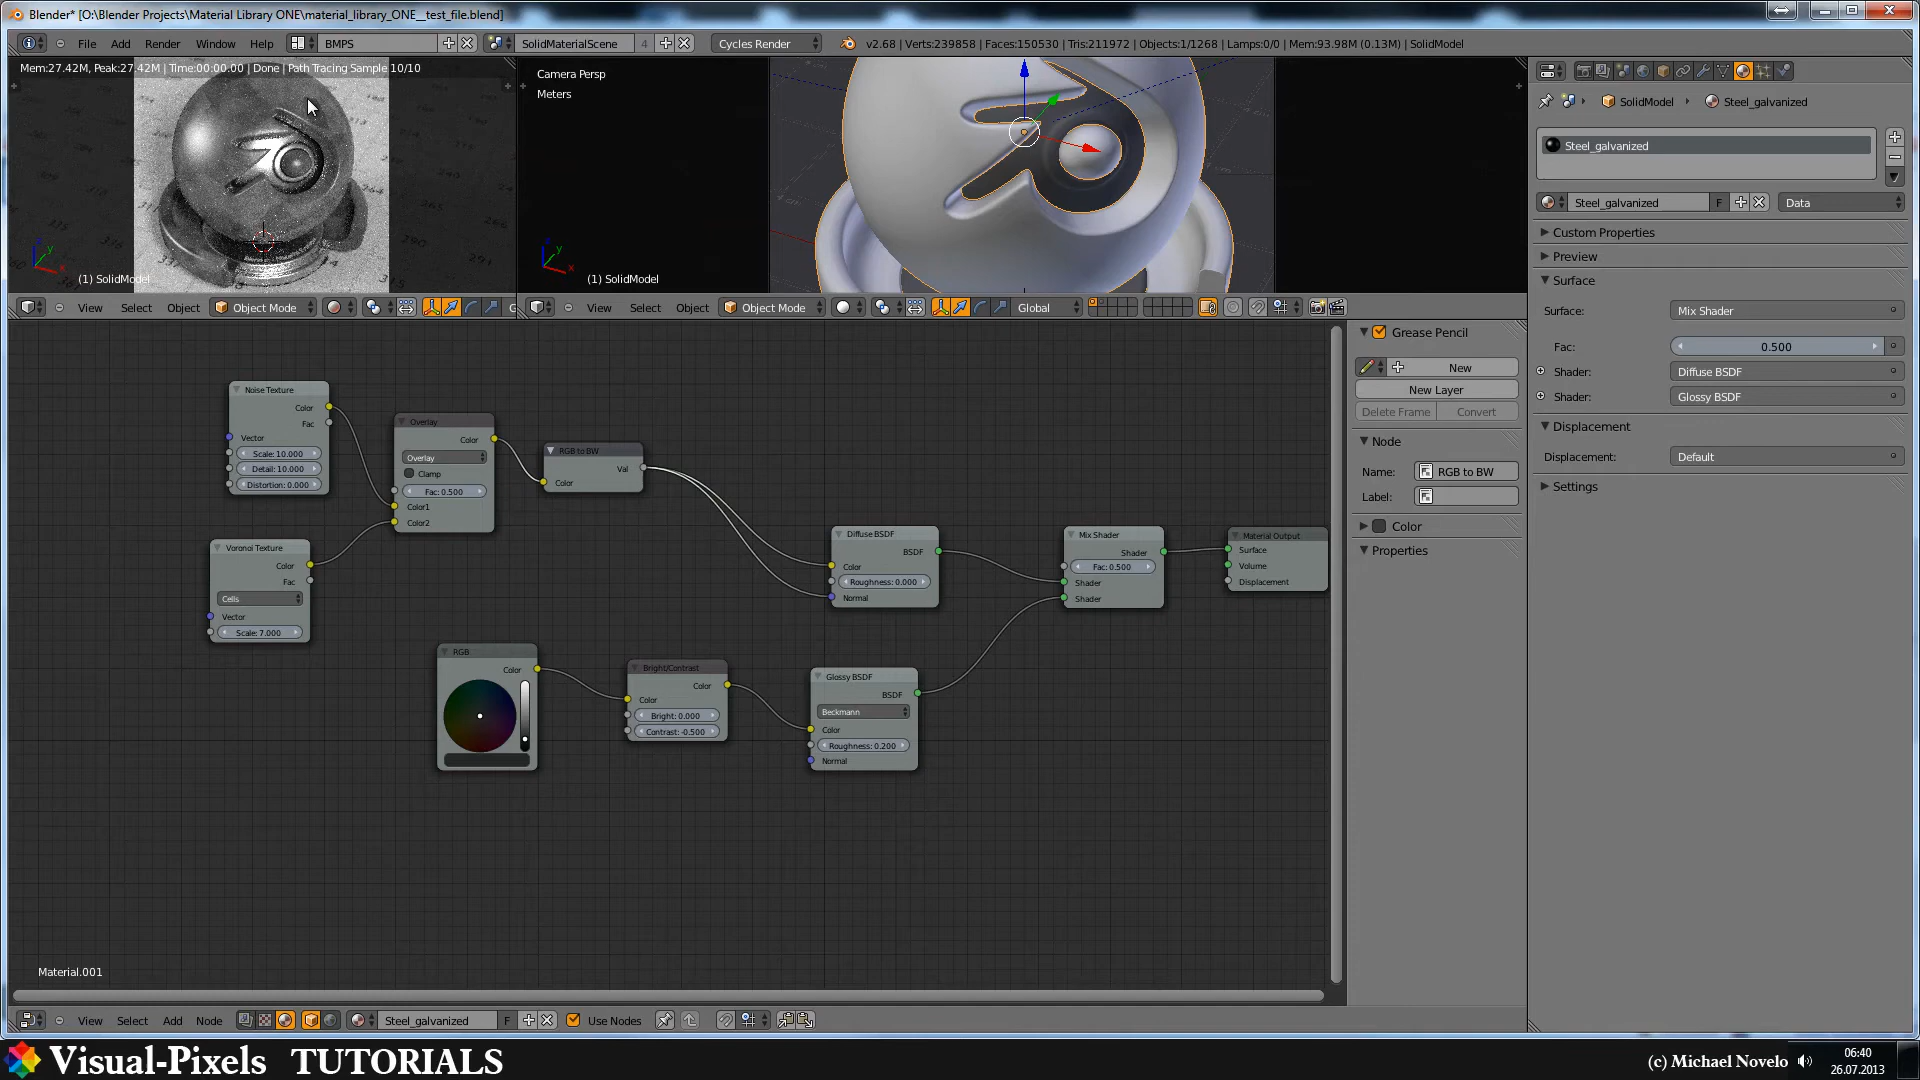 Blender* [O:\Blender Projects\Material Library ONE\material_library_ONE__test_file.blend]
File Add Render Window Help BMPS SolidMaterialScene 4 Cycles Render v2.68 | Verts:239858 | Faces:150530 | Tris:211972 | Objects:1/1268 | Lamps:0/0 | Mem:93.98M (0.13M) | SolidModel
Mem:27.42M, Peak:27.42M | Time:00:00.00 | Done | Path Tracing Sample 10/10
Camera Persp
Meters
(1) SolidModel
(1) SolidModel
View Select Object Object Mode G
View Select Object Object Mode Global
SolidModel Steel_galvanized
Steel_galvanized
Steel_galvanized F Data
Custom Properties
Preview
Surface
Surface: Mix Shader
Fac: 0.500
Shader: Diffuse BSDF
Shader: Glossy BSDF
Displacement
Displacement: Default
Settings
Grease Pencil
New
New Layer
Delete Frame Convert
Node
Name: RGB to BW
Label:
Color
Properties
Noise Texture
Color
Fac
Vector
Scale: 10.000
Detail: 10.000
Distortion: 0.000
Voronoi Texture
Color
Fac
Cells
Vector
Scale: 7.000
Overlay
Color
Overlay
Clamp
Fac: 0.500
Color1
Color2
RGB to BW
Val
Color
RGB
Color
Bright/Contrast
Color
Color
Bright: 0.000
Contrast: -0.500
Diffuse BSDF
BSDF
Color
Roughness: 0.000
Normal
Glossy BSDF
BSDF
Beckmann
Color
Roughness: 0.200
Normal
Mix Shader
Shader
Fac: 0.500
Shader
Shader
Material Output
Surface
Volume
Displacement
Material.001
View Select Add Node Steel_galvanized F Use Nodes
Visual-Pixels TUTORIALS
(c) Michael Novelo
06:40
26.07.2013